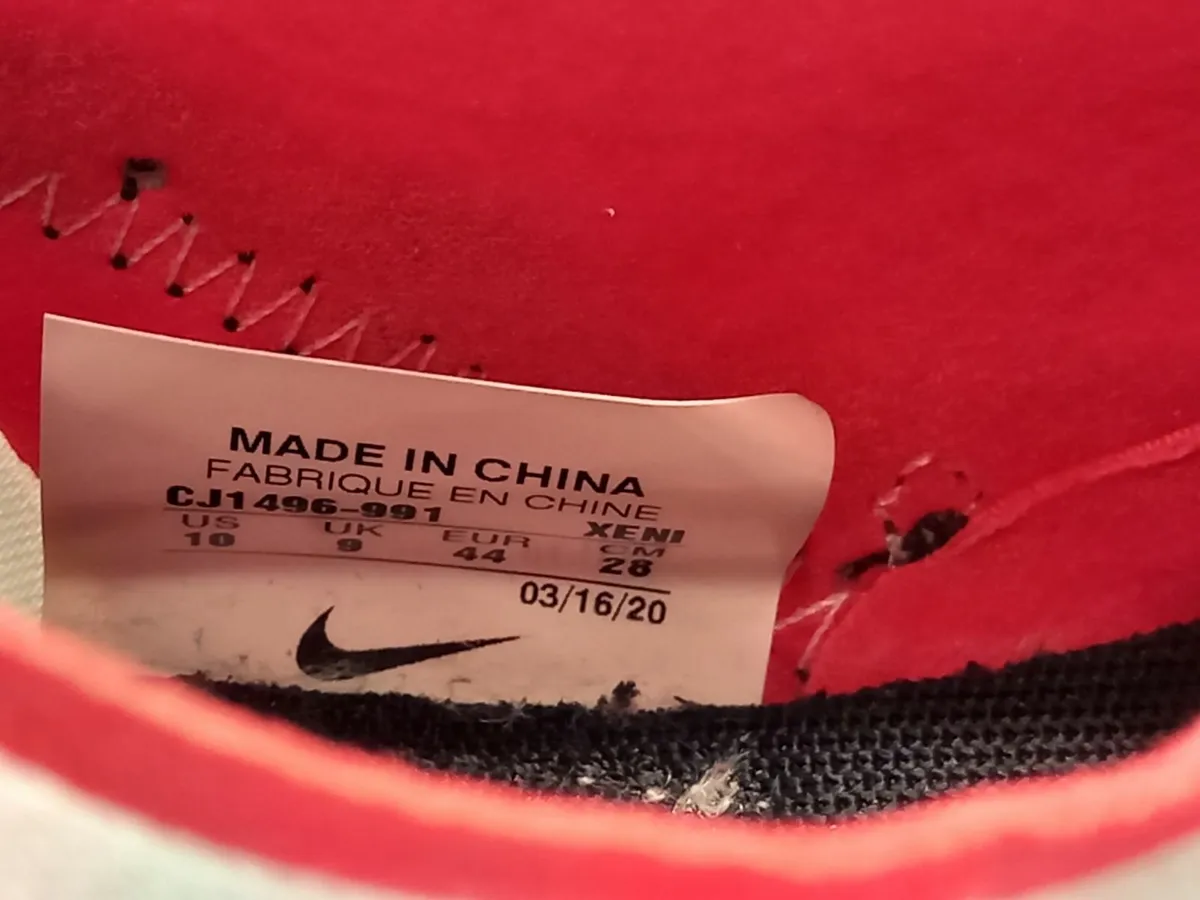 MADE IN CHINA
FABRIQUE EN CHINE
CJ1496-991 XENI
US UK EUR CM
10 9 44 28
03/16/20